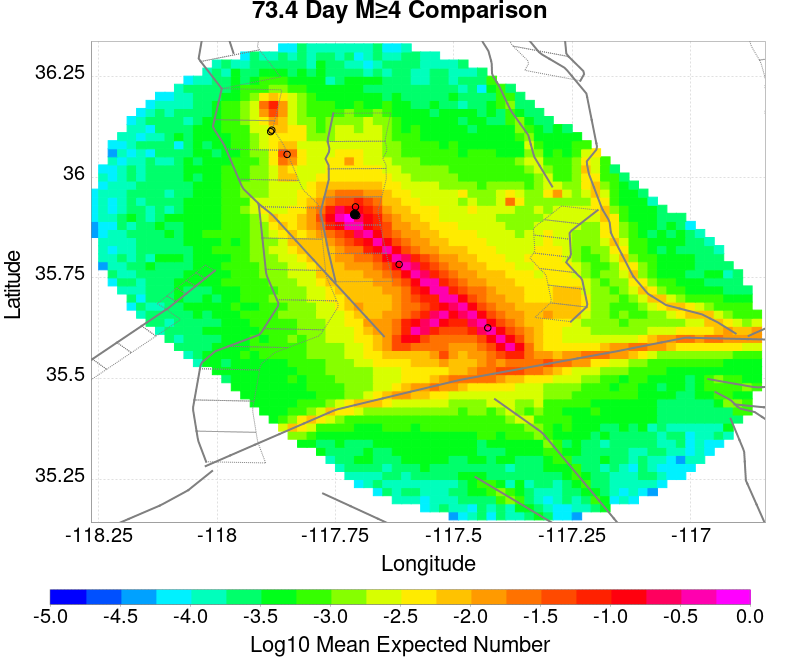 73.4 Day M≥4 Comparison
36.25
36
35.75
35.5
35.25
Latitude
-118.25 -118 -117.75 -117.5 -117.25 -117
Longitude
-5.0 -4.5 -4.0 -3.5 -3.0 -2.5 -2.0 -1.5 -1.0 -0.5 0.0
Log10 Mean Expected Number